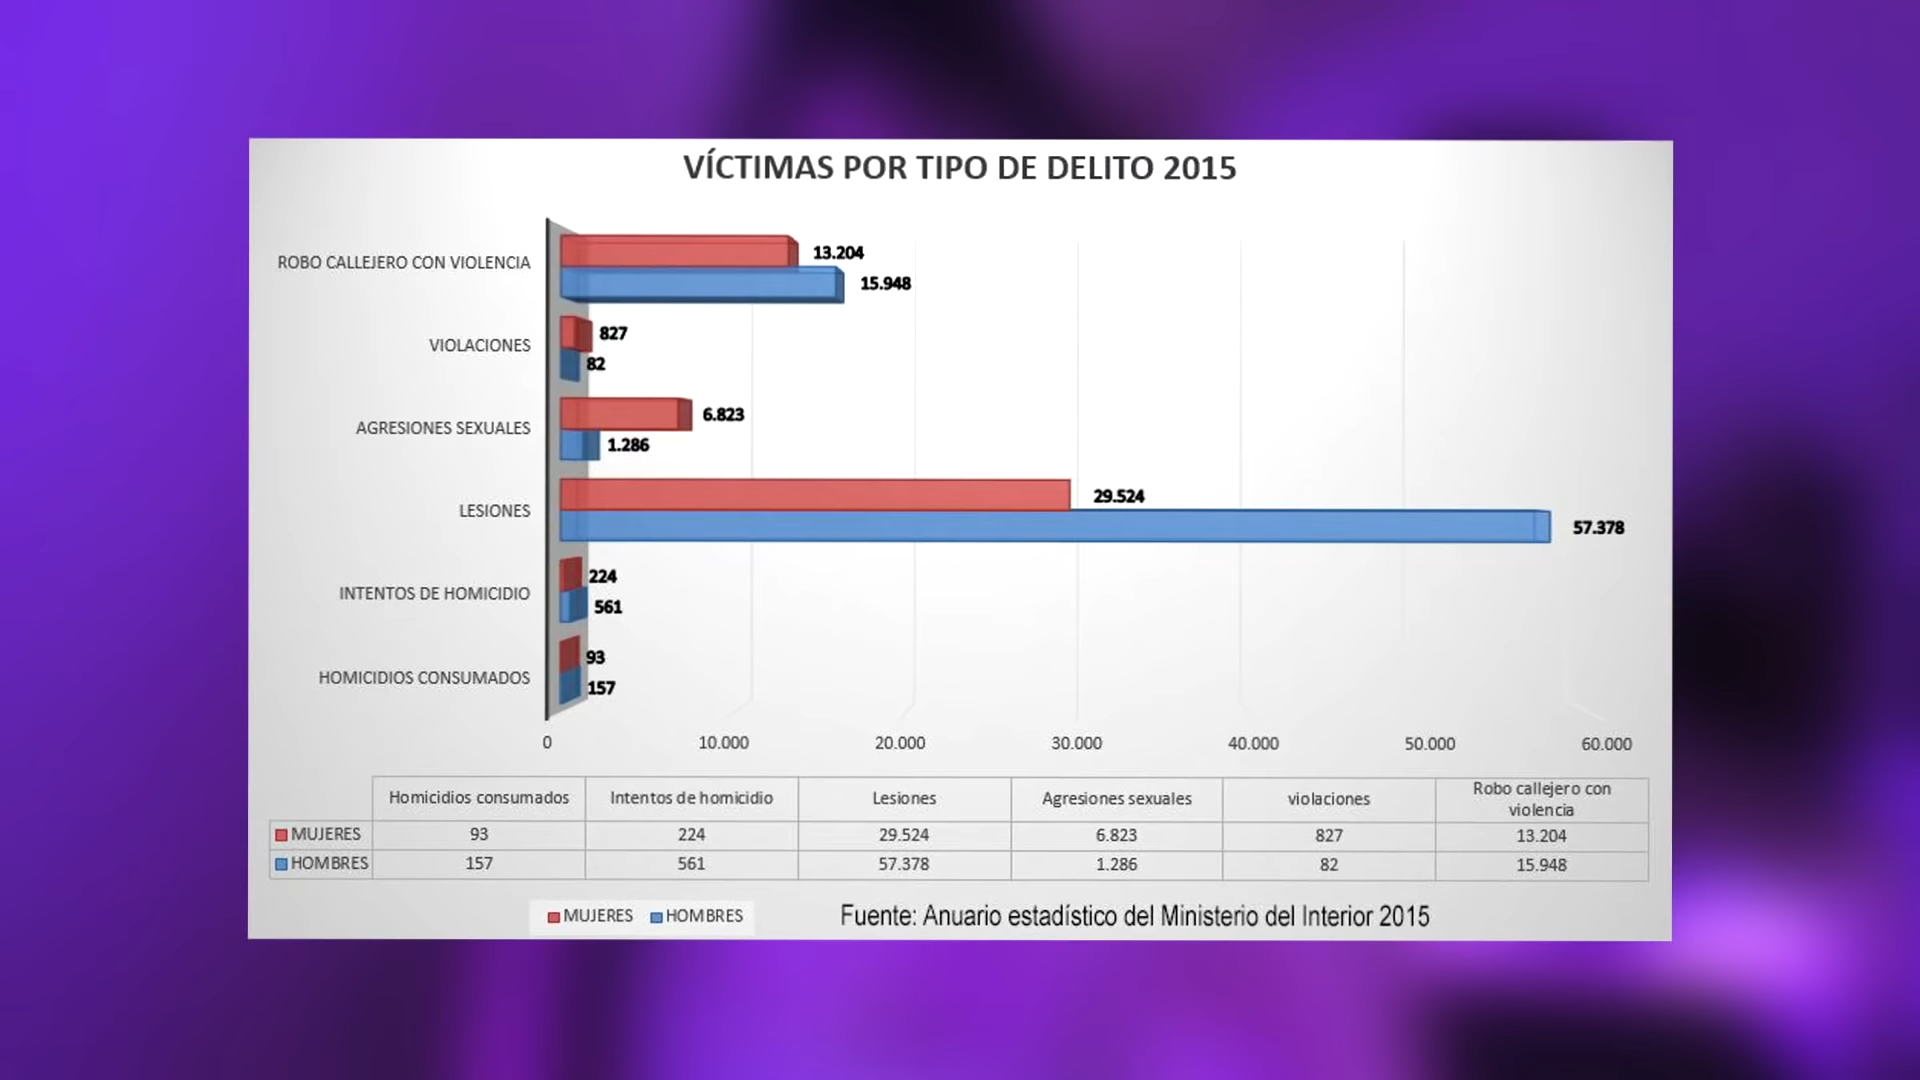 VÍCTIMAS POR TIPO DE DELITO 2015
ROBO CALLEJERO CON VIOLENCIA
13.204
15.948
VIOLACIONES
827
82
AGRESIONES SEXUALES
6.823
1.286
LESIONES
29.524
57.378
INTENTOS DE HOMICIDIO
224
561
HOMICIDIOS CONSUMADOS
93
157
0 10.000 20.000 30.000 40.000 50.000 60.000
Homicidios consumados Intentos de homicidio Lesiones Agresiones sexuales violaciones Robo callejero con
violencia
MUJERES 93 224 29.524 6.823 827 13.204
HOMBRES 157 561 57.378 1.286 82 15.948
MUJERES HOMBRES
Fuente: Anuario estadístico del Ministerio del Interior 2015